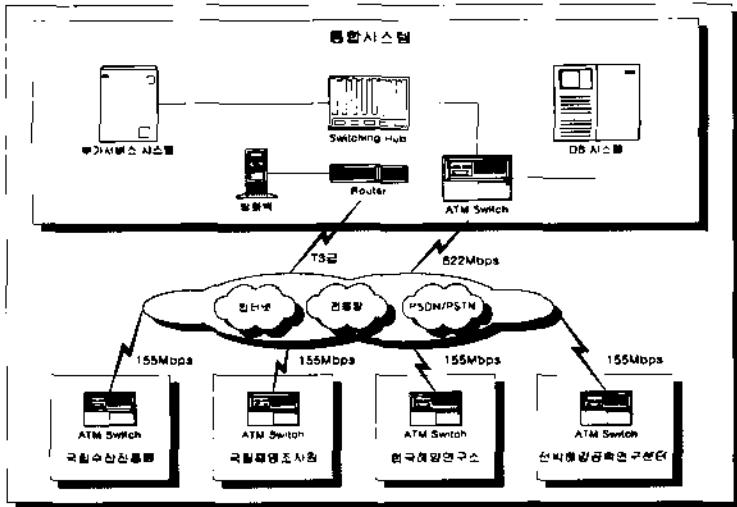 통합시스템
부가서비스 시스템
Switching Hub
DB 시스템
방화벽
Router
ATM Switch
T3급
622Mbps
인터넷
전용망
PSDN/PSTN
155Mbps
155Mbps
155Mbps
155Mbps
ATM Switch
ATM Switch
ATM Switch
ATM Switch
국립수산진흥원
국립해양조사원
한국해양연구소
선박해양공학연구센터